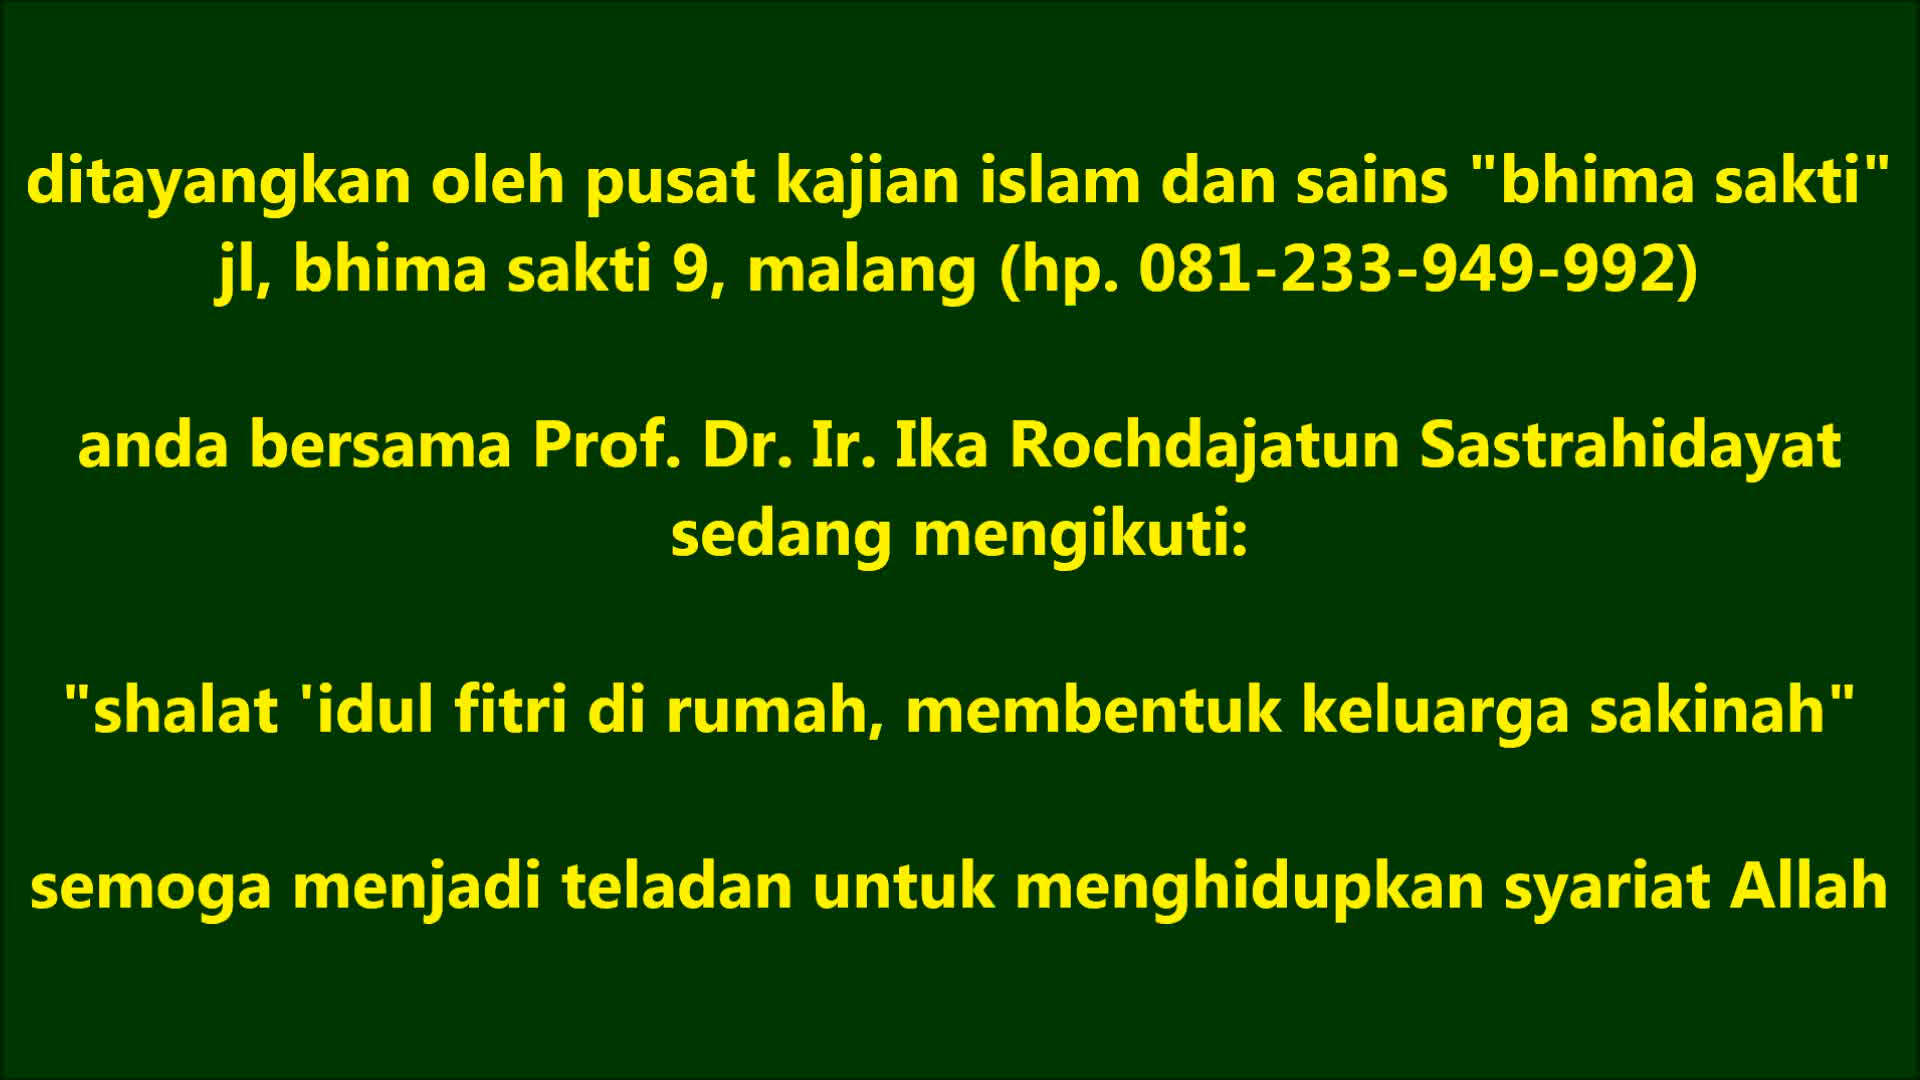 ditayangkan oleh pusat kajian islam dan sains "bhima sakti"
jl, bhima sakti 9, malang (hp. 081-233-949-992)
anda bersama Prof. Dr. Ir. Ika Rochdajatun Sastrahidayat
sedang mengikuti:
"shalat 'idul fitri di rumah, membentuk keluarga sakinah"
semoga menjadi teladan untuk menghidupkan syariat Allah